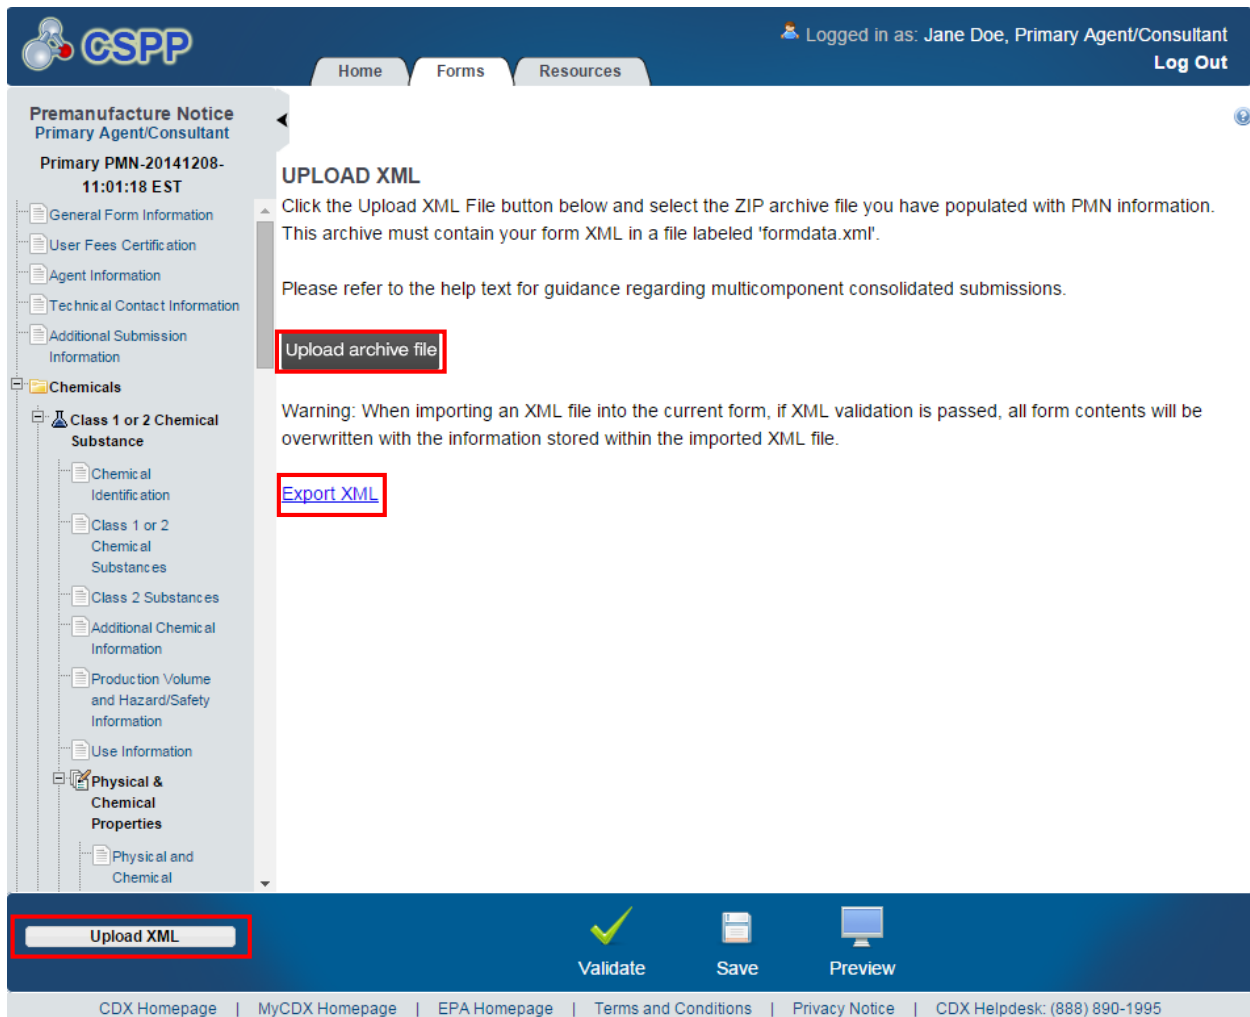 CSPP
Logged in as: Jane Doe, Primary Agent/Consultant
Log Out
Home
Forms
Resources
Premanufacture Notice
Primary Agent/Consultant
Primary PMN-20141208-
11:01:18 EST
General Form Information
User Fees Certification
Agent Information
Technical Contact Information
Additional Submission
Information
Chemicals
Class 1 or 2 Chemical
Substance
Chemical
Identification
Class 1 or 2
Chemical
Substances
Class 2 Substances
Additional Chemical
Information
Production Volume
and Hazard/Safety
Information
Use Information
Physical &
Chemical
Properties
Physical and
Chemical
UPLOAD XML
Click the Upload XML File button below and select the ZIP archive file you have populated with PMN information.
This archive must contain your form XML in a file labeled 'formdata.xml'.
Please refer to the help text for guidance regarding multicomponent consolidated submissions.
Upload archive file
Warning: When importing an XML file into the current form, if XML validation is passed, all form contents will be
overwritten with the information stored within the imported XML file.
Export XML
Upload XML
Validate
Save
Preview
CDX Homepage | MyCDX Homepage | EPA Homepage | Terms and Conditions | Privacy Notice | CDX Helpdesk: (888) 890-1995